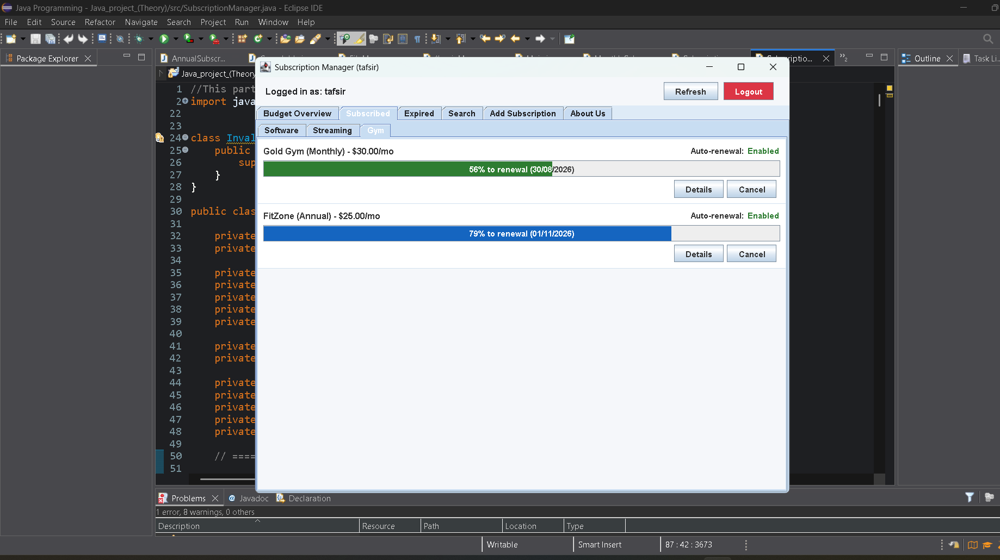 Java Programming - Java_project_(Theory)/src/SubscriptionManager.java - Eclipse IDE
File Edit Source Refactor Navigate Search Project Run Window Help
Package Explorer
AnnualSubscr...
Outline
Task Li...
Java_project_(Theory
Subscription Manager (tafsir)
Logged in as: tafsir
Refresh
Logout
Budget Overview
Subscribed
Expired
Search
Add Subscription
About Us
Software
Streaming
Gym
Gold Gym (Monthly) - $30.00/mo
Auto-renewal: Enabled
56% to renewal (30/08/2026)
Details
Cancel
FitZone (Annual) - $25.00/mo
Auto-renewal: Enabled
79% to renewal (01/11/2026)
Details
Cancel
1 //This part
2 import java
22
23
24 class Inval
25 public
26 sup
27 }
28 }
29
30 public clas
31
32 private
33 private
34
35 private
36 private
37 private
38 private
39 private
40
41 private
42 private
43
44 private
45 private
46 private
47 private
48 private
49
50 // ====
51
Problems
@ Javadoc
Declaration
1 error, 8 warnings, 0 others
Description
Resource
Path
Location
Type
Writable
Smart Insert
87 : 42 : 3673